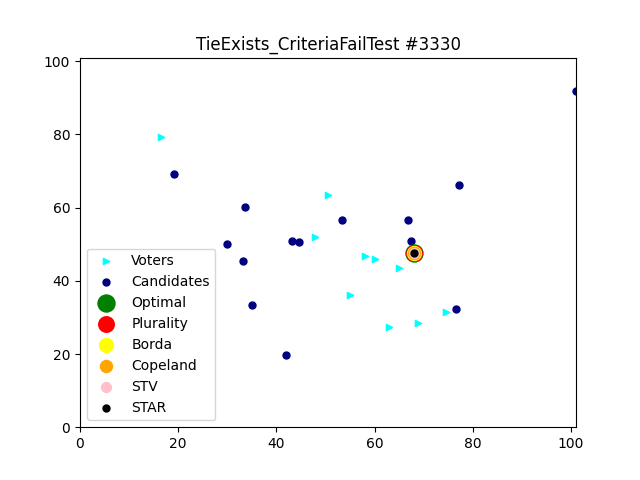 TieExists_CriteriaFailTest #3330
100
80
60
40
20
0
Voters
Candidates
Optimal
Plurality
Borda
Copeland
STV
STAR
0 20 40 60 80 100